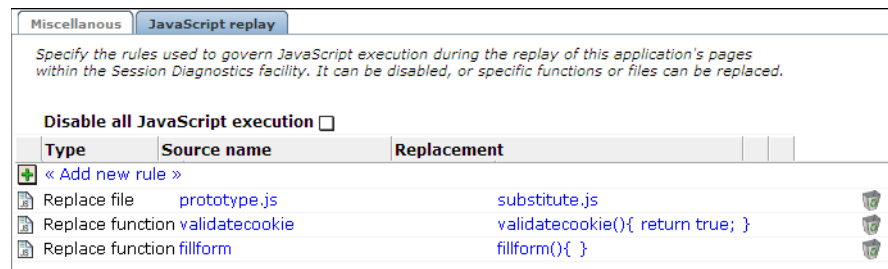 Miscellanous JavaScript replay
Specify the rules used to govern JavaScript execution during the replay of this application's pages
within the Session Diagnostics facility. It can be disabled, or specific functions or files can be replaced.
Disable all JavaScript execution
Type Source name Replacement
« Add new rule »
Replace file prototype.js substitute.js
Replace function validatecookie validatecookie(){ return true; }
Replace function fillform fillform(){ }